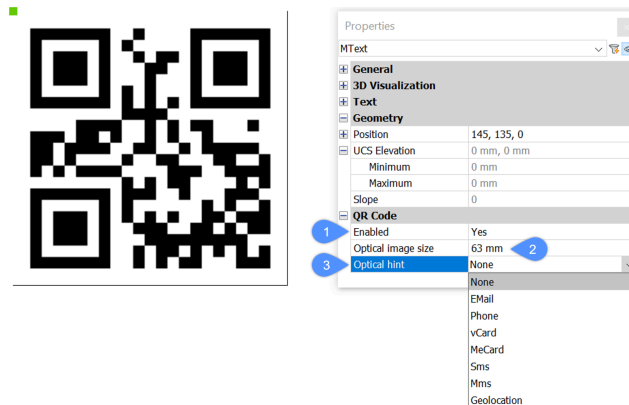 Properties
MText
General
3D Visualization
Text
Geometry
Position 145, 135, 0
UCS Elevation 0 mm, 0 mm
Minimum 0 mm
Maximum 0 mm
Slope 0
QR Code
1 Enabled Yes
Optical image size 63 mm 2
3 Optical hint None
None
EMail
Phone
vCard
MeCard
Sms
Mms
Geolocation